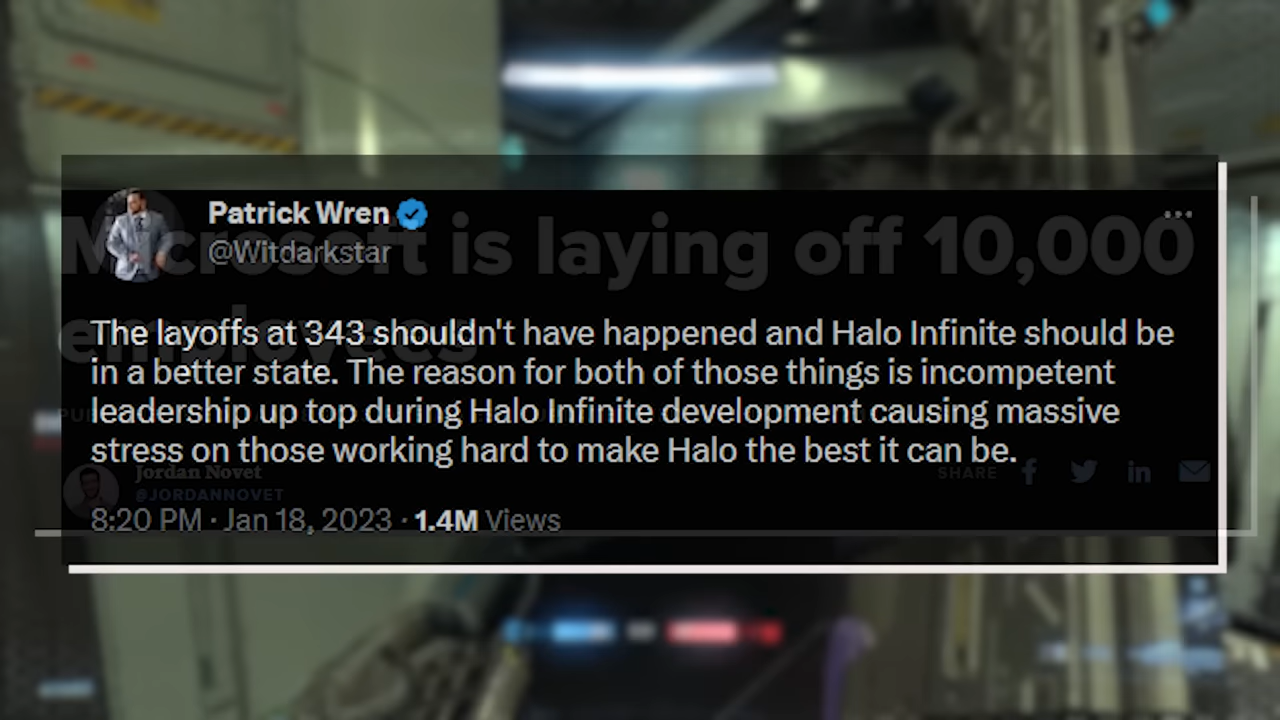 Patrick Wren
@Witdarkstar
Microsoft is laying off 10,000
employees
The layoffs at 343 shouldn't have happened and Halo Infinite should be
in a better state. The reason for both of those things is incompetent
leadership up top during Halo Infinite development causing massive
stress on those working hard to make Halo the best it can be.
Jordan Novet
@JORDANNOVET
SHARE
8:20 PM · Jan 18, 2023 · 1.4M Views